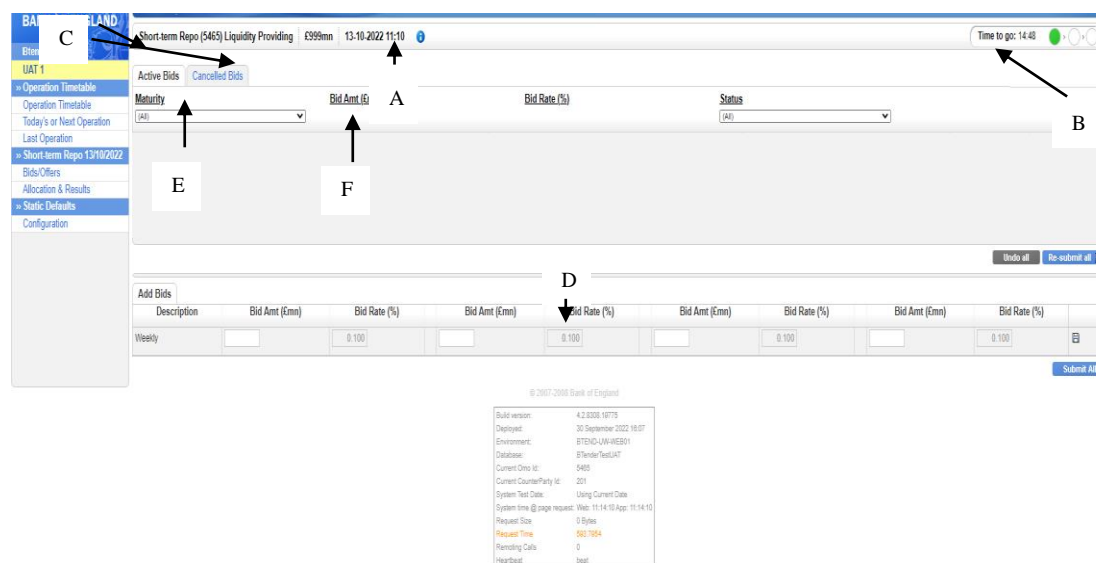 BA LAND
C
Short-term Repo (5465) Liquidity Providing £999mn 13-10-2022 11:10
Time to go: 14:48
Bten
UAT 1
» Operation Timetable
Operation Timetable
Today's or Next Operation
Last Operation
» Short-term Repo 13/10/2022
Bids/Offers
Allocation & Results
» Static Defaults
Configuration
Active Bids Cancelled Bids
A
B
Maturity Bid Amt (£ Bid Rate (%) Status
(All) (All)
E
F
Undo all Re-submit all
D
Add Bids
Description Bid Amt (£mn) Bid Rate (%) Bid Amt (£mn) Bid Rate (%) Bid Amt (£mn) Bid Rate (%) Bid Amt (£mn) Bid Rate (%)
Weekly 0.100 0.100 0.100 0.100
Submit All
© 2007-2008 Bank of England
Build version: 4.2.8308.19775
Deployed: 30 September 2022 16:07
Environment: BTEND-UW-WEB01
Database: BTenderTestUAT
Current Omo Id: 5465
Current CounterParty Id: 201
System Test Date: Using Current Date
System time @ page request: Web: 11:14:10 App: 11:14:10
Request Size 0 Bytes
Request Time 593.7954
Remoting Calls 0
Heartbeat beat